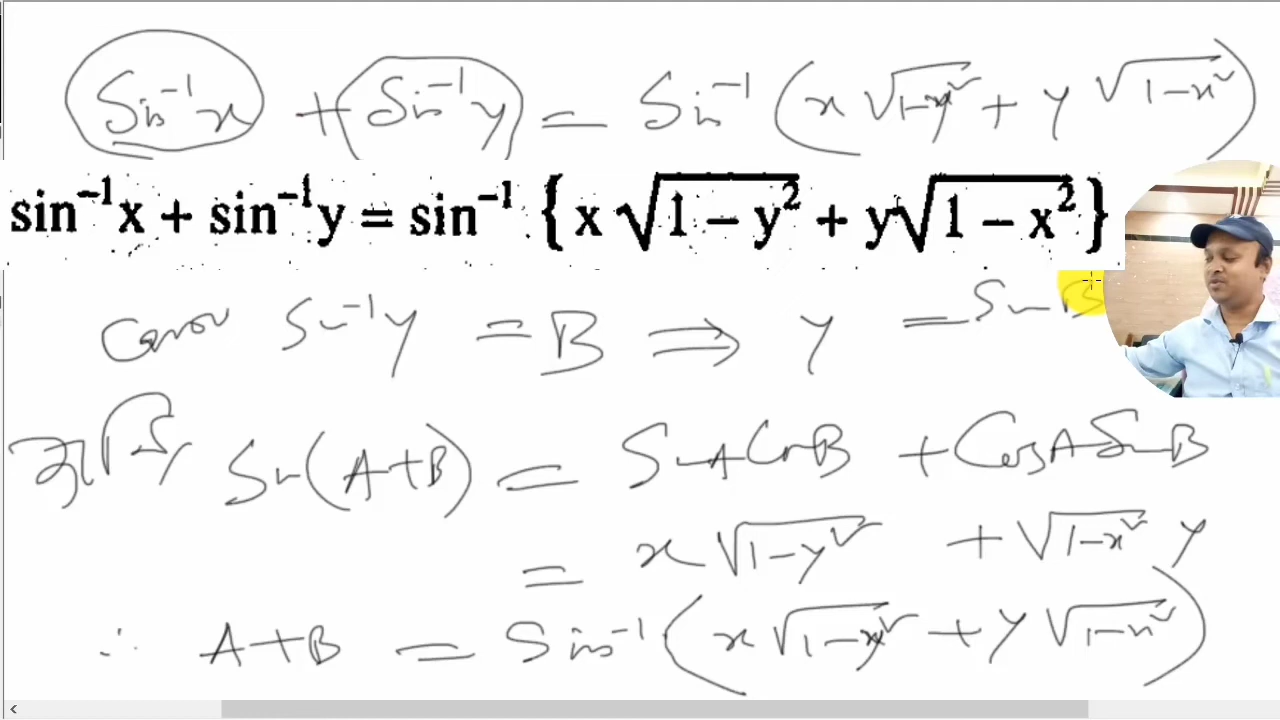 Sin⁻¹x + Sin⁻¹y = Sin⁻¹(x√1-y² + y√1-x²)
sin⁻¹x + sin⁻¹y = sin⁻¹ {x√1 − y² + y√1 − x²}
Sin⁻¹y = B ⇒ y = Sin B
Sin(A+B) = SinA CosB + CosA SinB
= x√1-y² + √1-x² y
∴ A+B = Sin⁻¹(x√1-y² + y√1-x²)